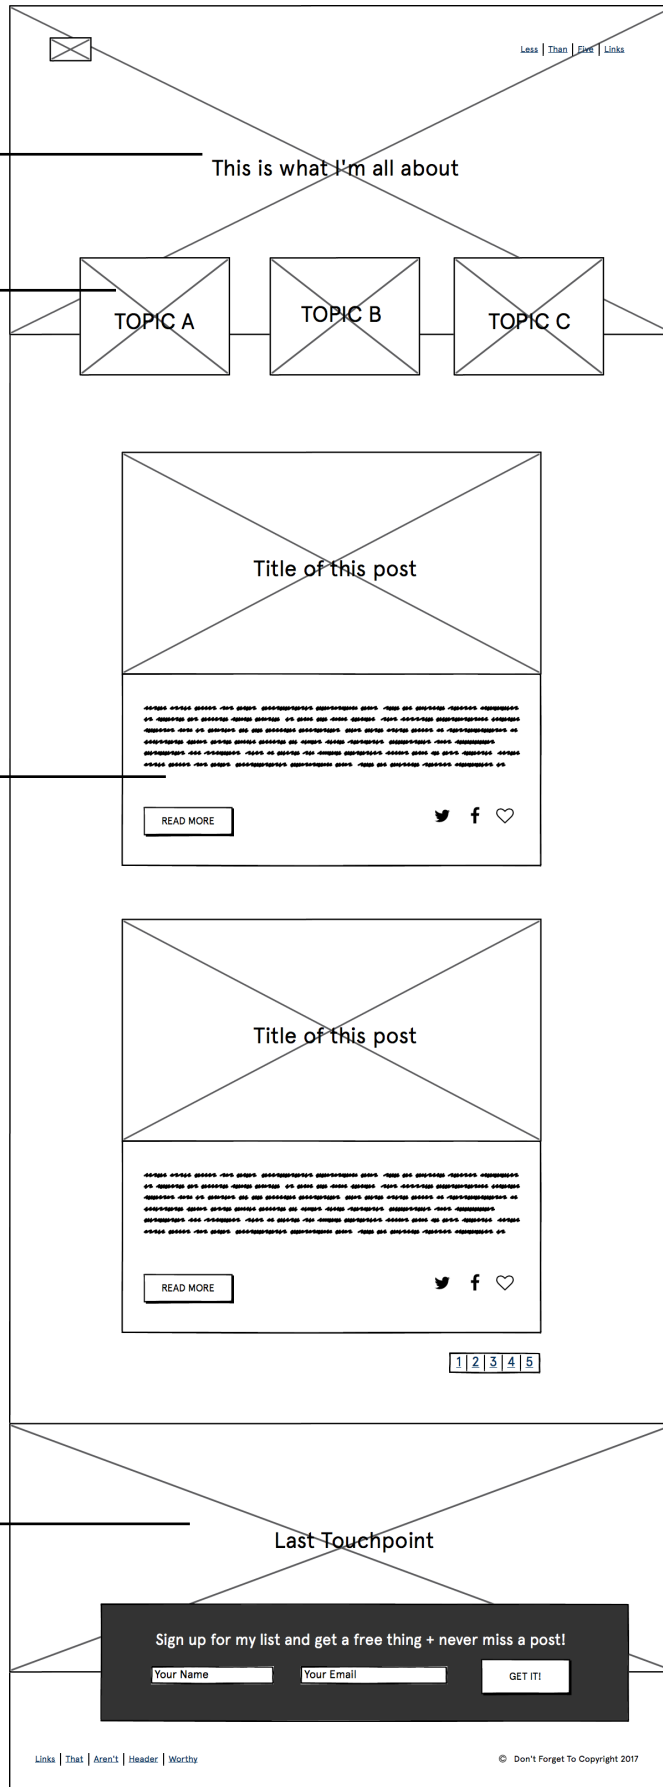 Less | Than | Five | Links
This is what I'm all about
TOPIC A
TOPIC B
TOPIC C
Title of this post
READ MORE
Title of this post
READ MORE
1 | 2 | 3 | 4 | 5
Last Touchpoint
Sign up for my list and get a free thing + never miss a post!
Your Name
Your Email
GET IT!
Links | That | Aren't | Header | Worthy
© Don't Forget To Copyright 2017